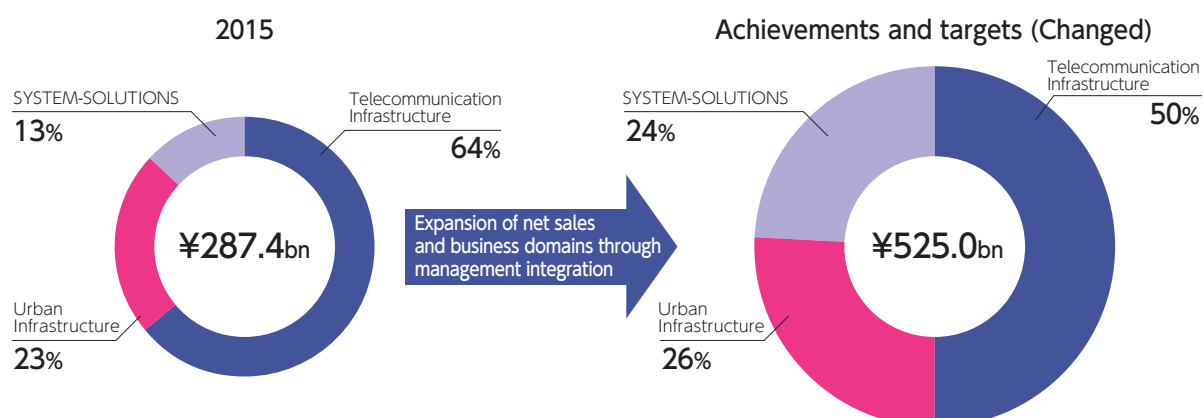 2015
SYSTEM-SOLUTIONS
13%
Telecommunication
Infrastructure
64%
¥287.4bn
Urban
Infrastructure
23%
Expansion of net sales
and business domains through
management integration
Achievements and targets (Changed)
SYSTEM-SOLUTIONS
24%
Telecommunication
Infrastructure
50%
¥525.0bn
Urban
Infrastructure
26%